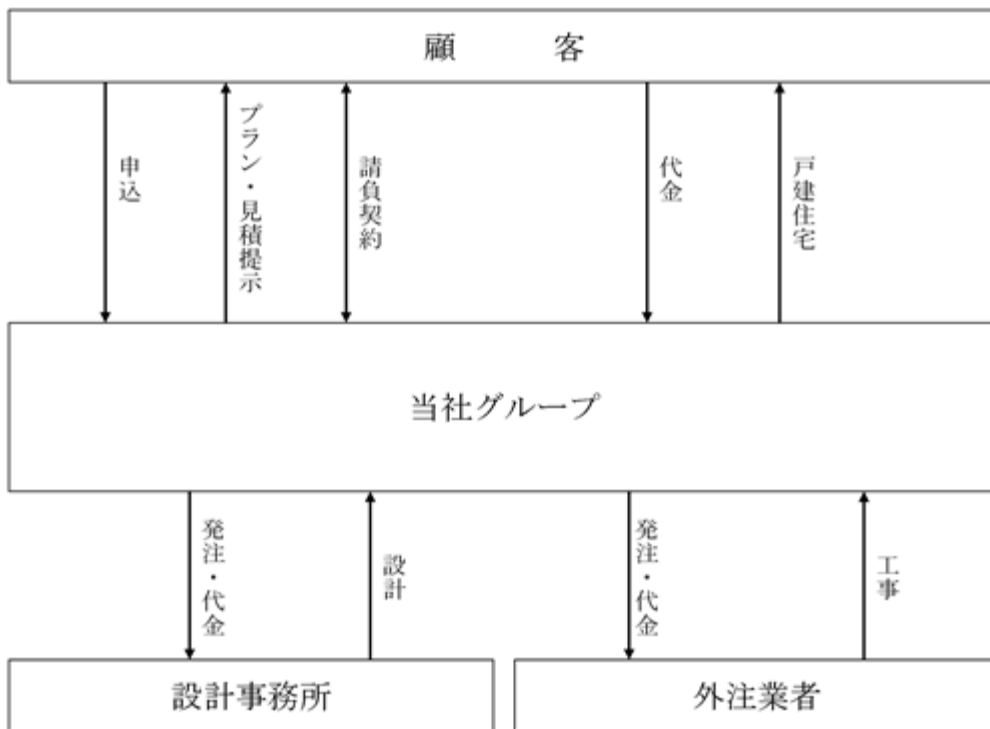 顧客
申込
プラン・見積提示
請負契約
代金
戸建住宅
当社グループ
発注・代金
設計
発注・代金
工事
設計事務所
外注業者